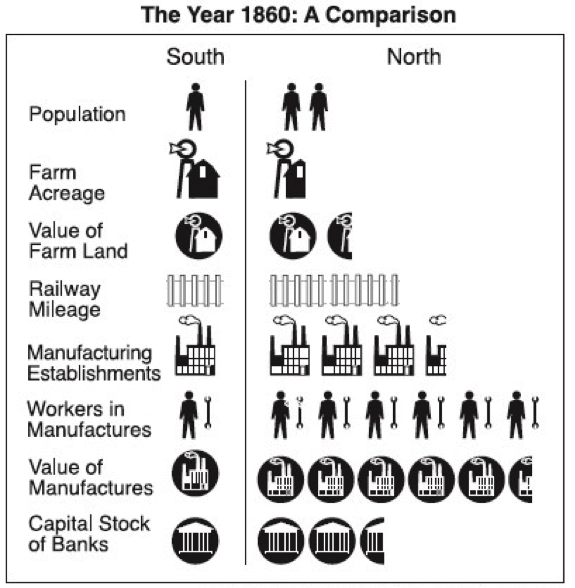 The Year 1860: A Comparison
South North
Population
Farm
Acreage
Value of
Farm Land
Railway
Mileage
Manufacturing
Establishments
Workers in
Manufactures
Value of
Manufactures
Capital Stock
of Banks